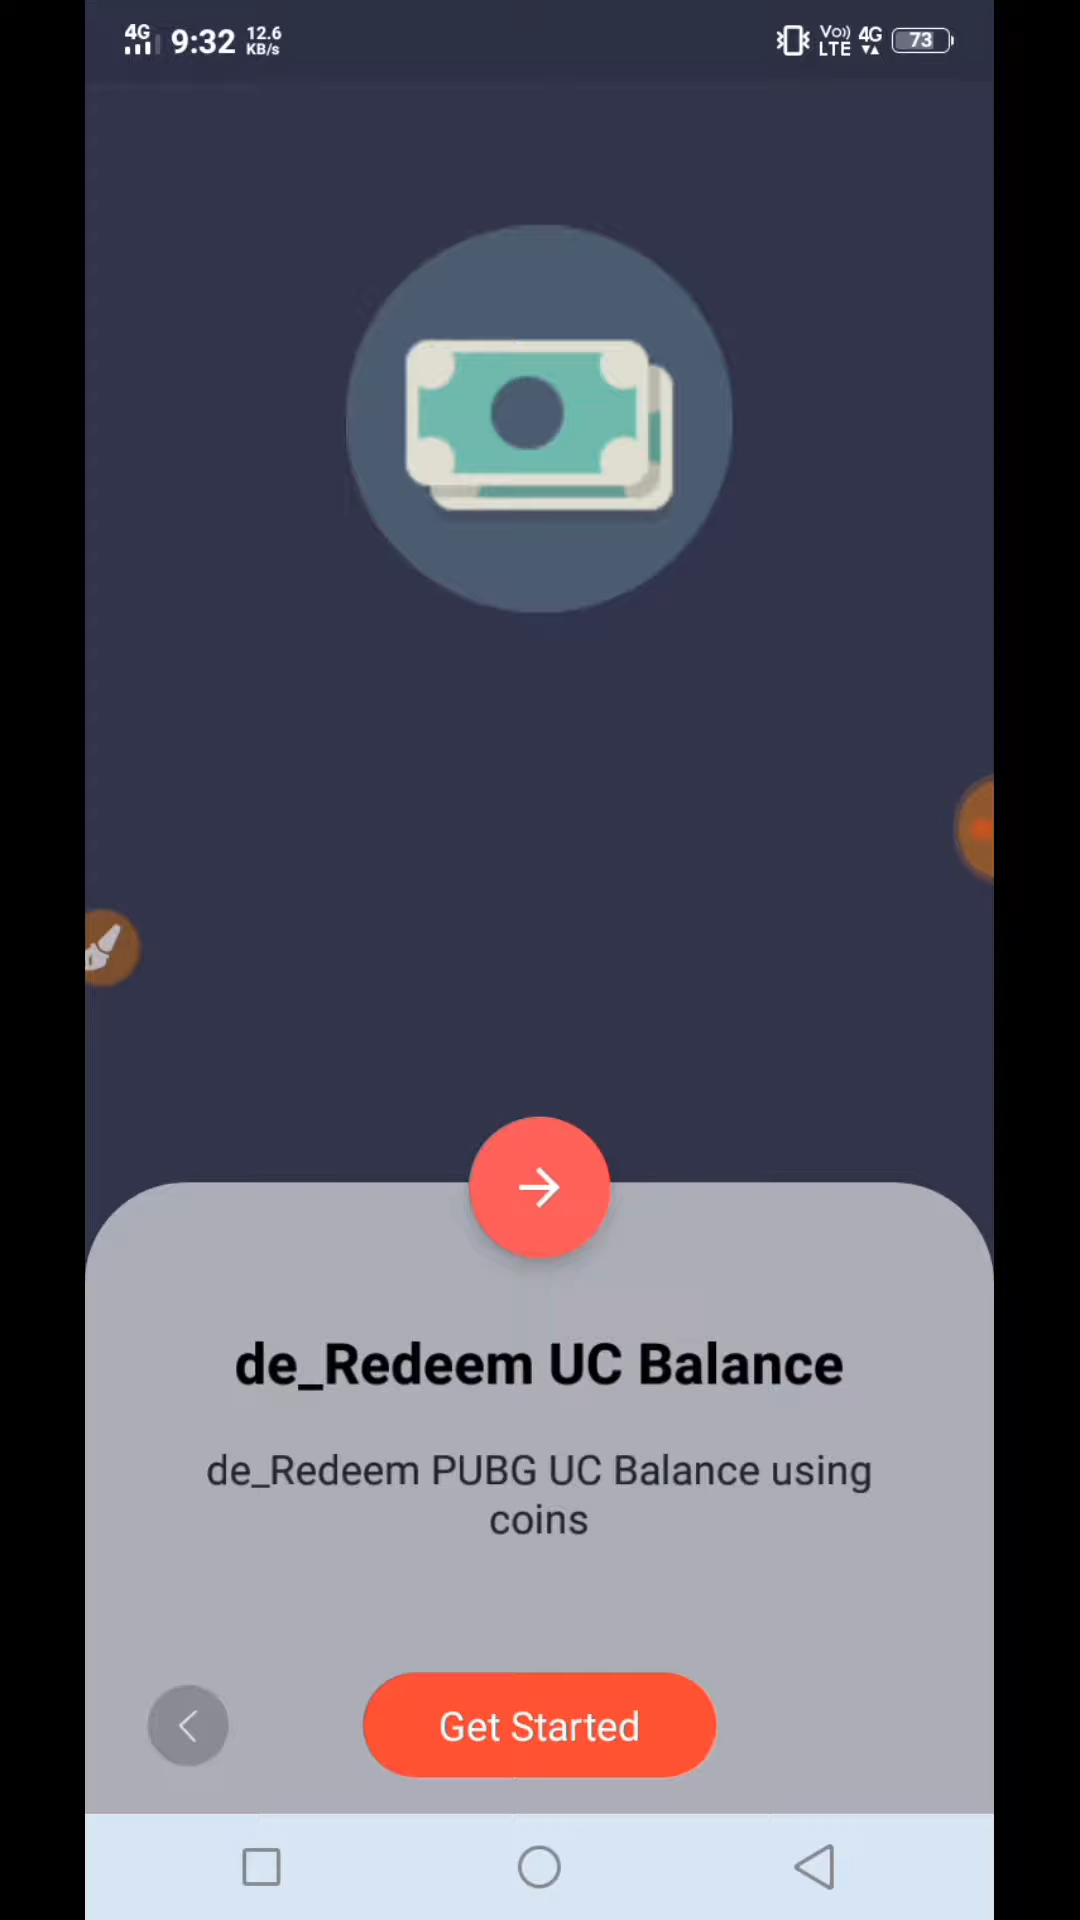 4G 9:32 12.6 KB/s Vo)) LTE 4G 73
de_Redeem UC Balance
de_Redeem PUBG UC Balance using
coins
Get Started